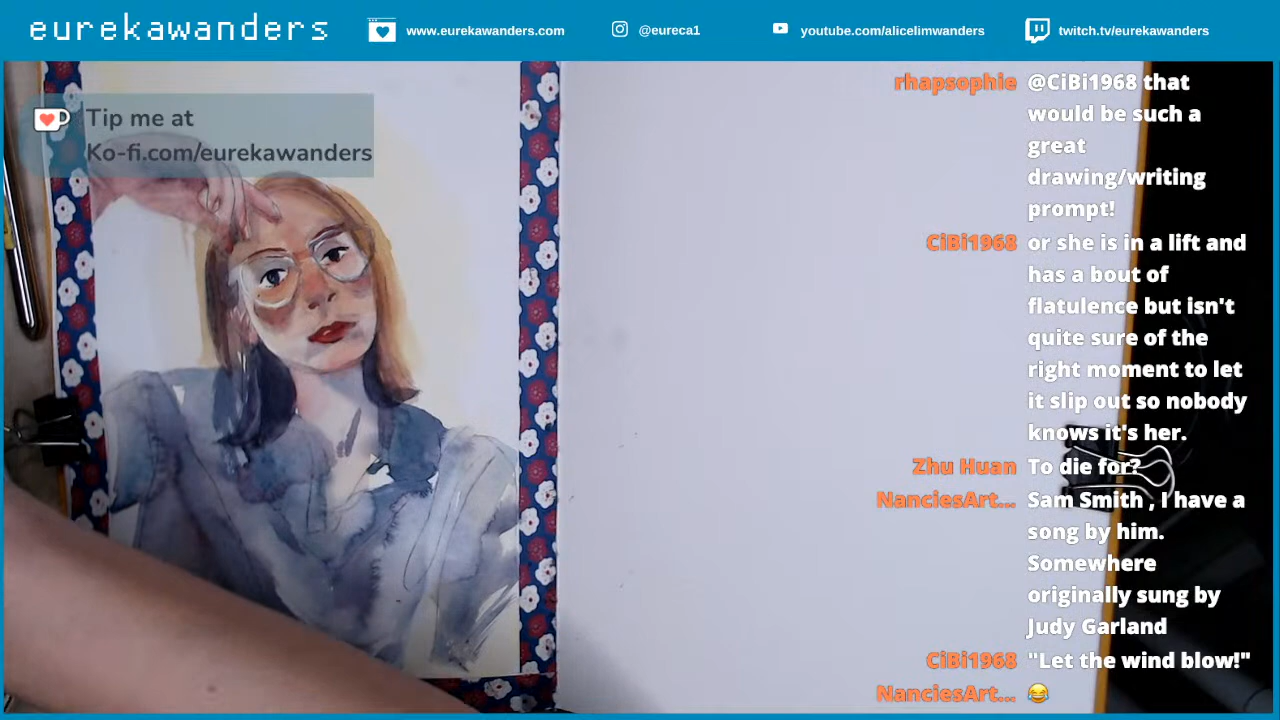 eurekawanders
www.eurekawanders.com
@eureca1
youtube.com/alicelimwanders
twitch.tv/eurekawanders
Tip me at
Ko-fi.com/eurekawanders
rhapsophie @CiBi1968 that
would be such a
great
drawing/writing
prompt!
CiBi1968 or she is in a lift and
has a bout of
flatulence but isn't
quite sure of the
right moment to let
it slip out so nobody
knows it's her.
Zhu Huan To die for?
NanciesArt... Sam Smith , I have a
song by him.
Somewhere
originally sung by
Judy Garland
CiBi1968 "Let the wind blow!"
NanciesArt... 😂